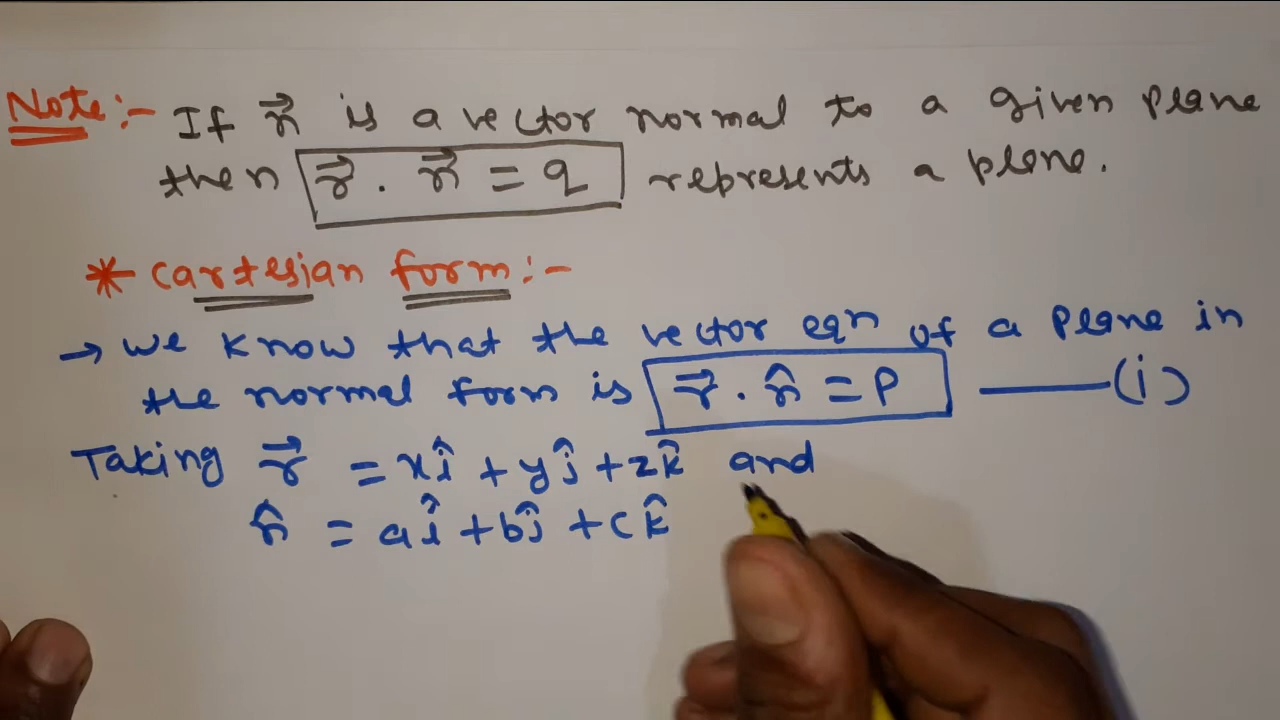 Note:- If n⃗ is a vector normal to a given plane
then r⃗ . n⃗ = q represents a plane.
* Cartesian form:-
→ we know that the vector eqn of a plane in
the normal form is r⃗ . n̂ = p ——— (i)
Taking r⃗ = xî + yĵ + zk̂ and
n̂ = aî + bĵ + ck̂